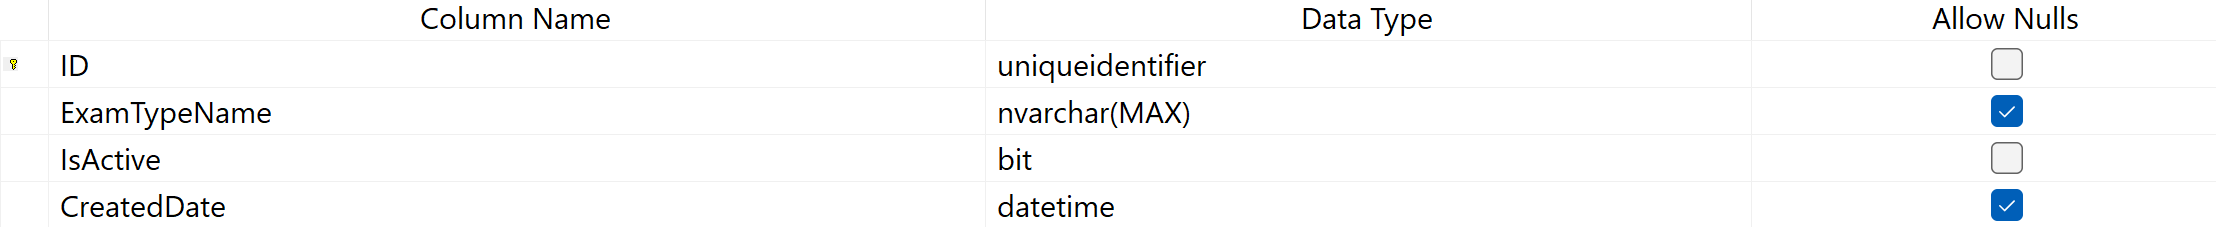 Column Name Data Type Allow Nulls
ID uniqueidentifier
ExamTypeName nvarchar(MAX)
IsActive bit
CreatedDate datetime